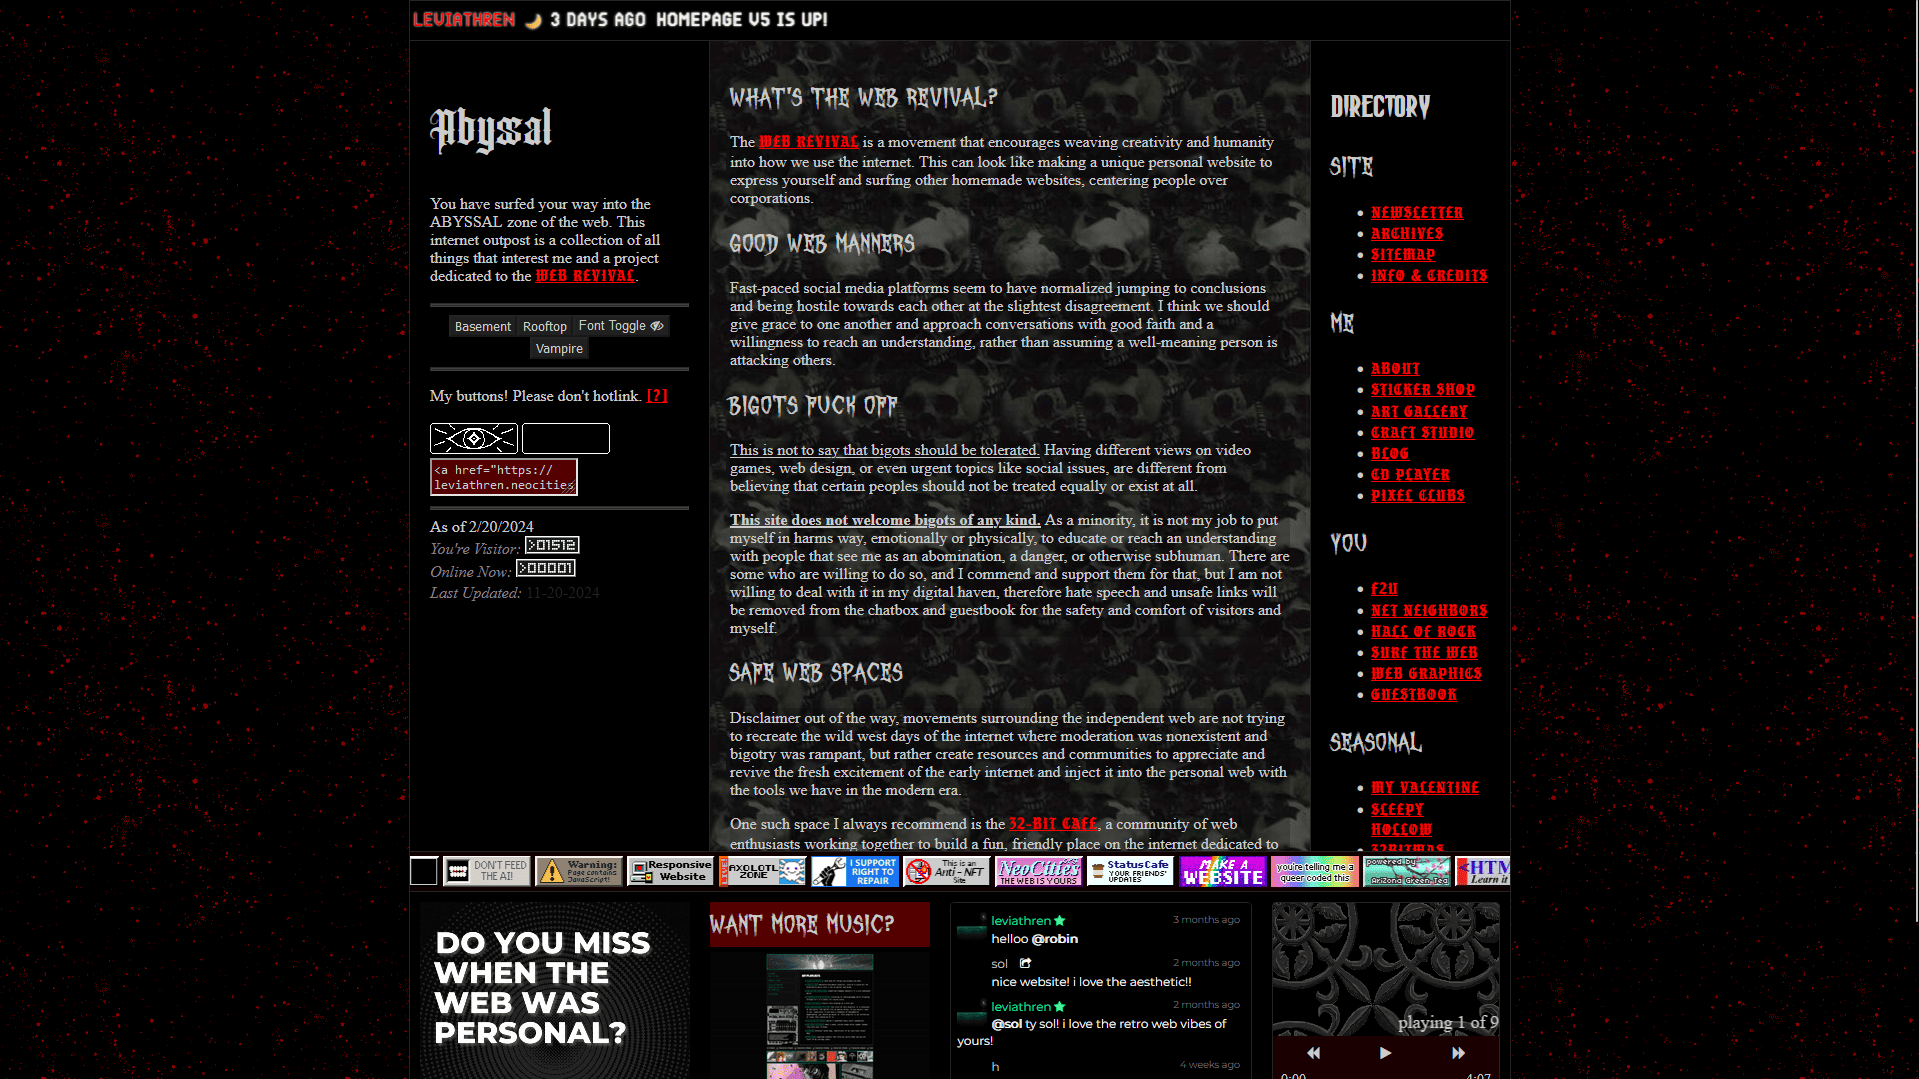 LEVIATHREN 🌙 3 DAYS AGO HOMEPAGE V5 IS UP!
Abyssal
You have surfed your way into the
ABYSSAL zone of the web. This
internet outpost is a collection of all
things that interest me and a project
dedicated to the WEB REVIVAL.
Basement Rooftop Font Toggle
Vampire
My buttons! Please don't hotlink. [?]
<a href="https://
leviathren.neocities
As of 2/20/2024
You're Visitor: >01512
Online Now: >00001
Last Updated: 11-20-2024
WHAT'S THE WEB REVIVAL?
The WEB REVIVAL is a movement that encourages weaving creativity and humanity
into how we use the internet. This can look like making a unique personal website to
express yourself and surfing other homemade websites, centering people over
corporations.
GOOD WEB MANNERS
Fast-paced social media platforms seem to have normalized jumping to conclusions
and being hostile towards each other at the slightest disagreement. I think we should
give grace to one another and approach conversations with good faith and a
willingness to reach an understanding, rather than assuming a well-meaning person is
attacking others.
BIGOTS FUCK OFF
This is not to say that bigots should be tolerated. Having different views on video
games, web design, or even urgent topics like social issues, are different from
believing that certain peoples should not be treated equally or exist at all.
This site does not welcome bigots of any kind. As a minority, it is not my job to put
myself in harms way, emotionally or physically, to educate or reach an understanding
with people that see me as an abomination, a danger, or otherwise subhuman. There are
some who are willing to do so, and I commend and support them for that, but I am not
willing to deal with it in my digital haven, therefore hate speech and unsafe links will
be removed from the chatbox and guestbook for the safety and comfort of visitors and
myself.
SAFE WEB SPACES
Disclaimer out of the way, movements surrounding the independent web are not trying
to recreate the wild west days of the internet where moderation was nonexistent and
bigotry was rampant, but rather create resources and communities to appreciate and
revive the fresh excitement of the early internet and inject it into the personal web with
the tools we have in the modern era.
One such space I always recommend is the 32-BIT CAFE, a community of web
enthusiasts working together to build a fun, friendly place on the internet dedicated to
DIRECTORY
SITE
NEWSLETTER
ARCHIVES
SITEMAP
INFO & CREDITS
ME
ABOUT
STICKER SHOP
ART GALLERY
CRAFT STUDIO
BLOG
CD PLAYER
PIXEL CLUBS
YOU
F2U
NET NEIGHBORS
HALL OF ROCK
SURF THE WEB
WEB GRAPHICS
GUESTBOOK
SEASONAL
MY VALENTINE
SLEEPY
HOLLOW
32BITMAS
DON'T FEED
THE AI!
Warning:
Page contains
JavaScript!
Responsive
Website
AXOLOTL
ZONE
I SUPPORT
RIGHT TO
REPAIR
This is an
Anti-NFT
Site
NeoCities
THE WEB IS YOURS
StatusCafe
YOUR FRIENDS'
UPDATES
MAKE A
WEBSITE
you're telling me a
queer coded this
powered by
Arizona Green Tea
<HTM
Learn it
DO YOU MISS
WHEN THE
WEB WAS
PERSONAL?
WANT MORE MUSIC?
leviathren 3 months ago
helloo @robin
sol 2 months ago
nice website! i love the aesthetic!!
leviathren 2 months ago
@sol ty sol! i love the retro web vibes of
yours!
h 4 weeks ago
playing 1 of 9
0:00 4:07